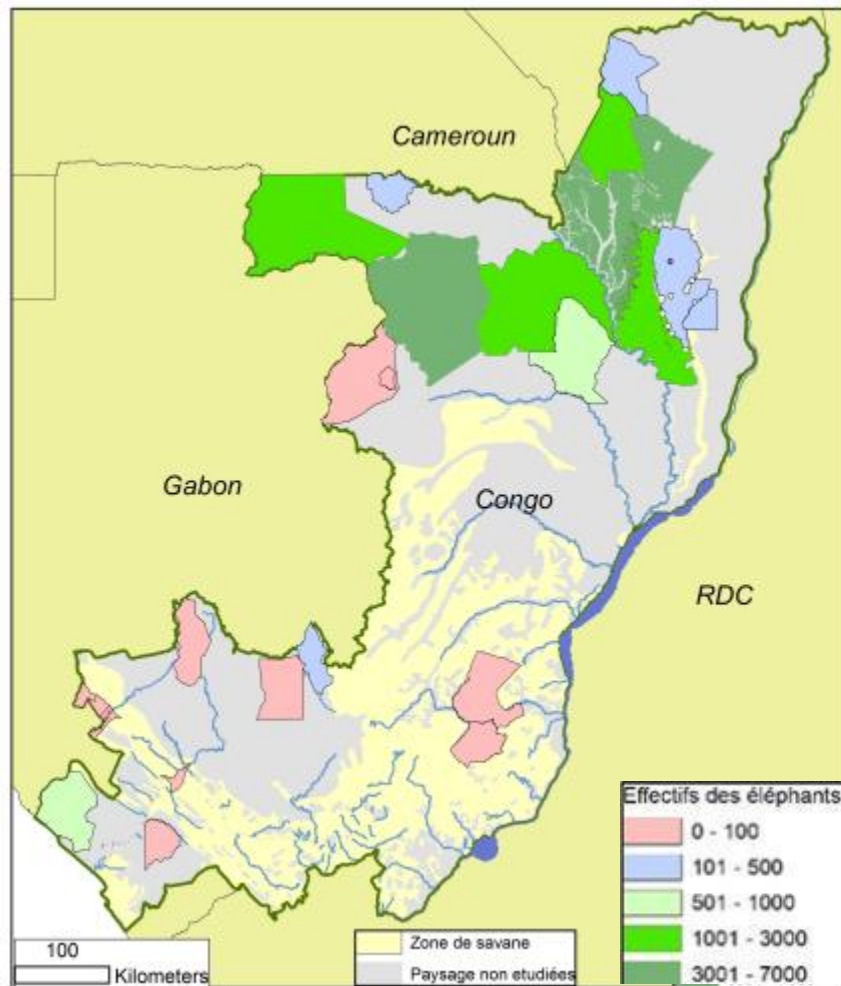 Cameroun
Gabon
Congo
RDC
Effectifs des éléphants
0 - 100
101 - 500
501 - 1000
1001 - 3000
3001 - 7000
100
Kilometers
Zone de savane
Paysage non etudiées